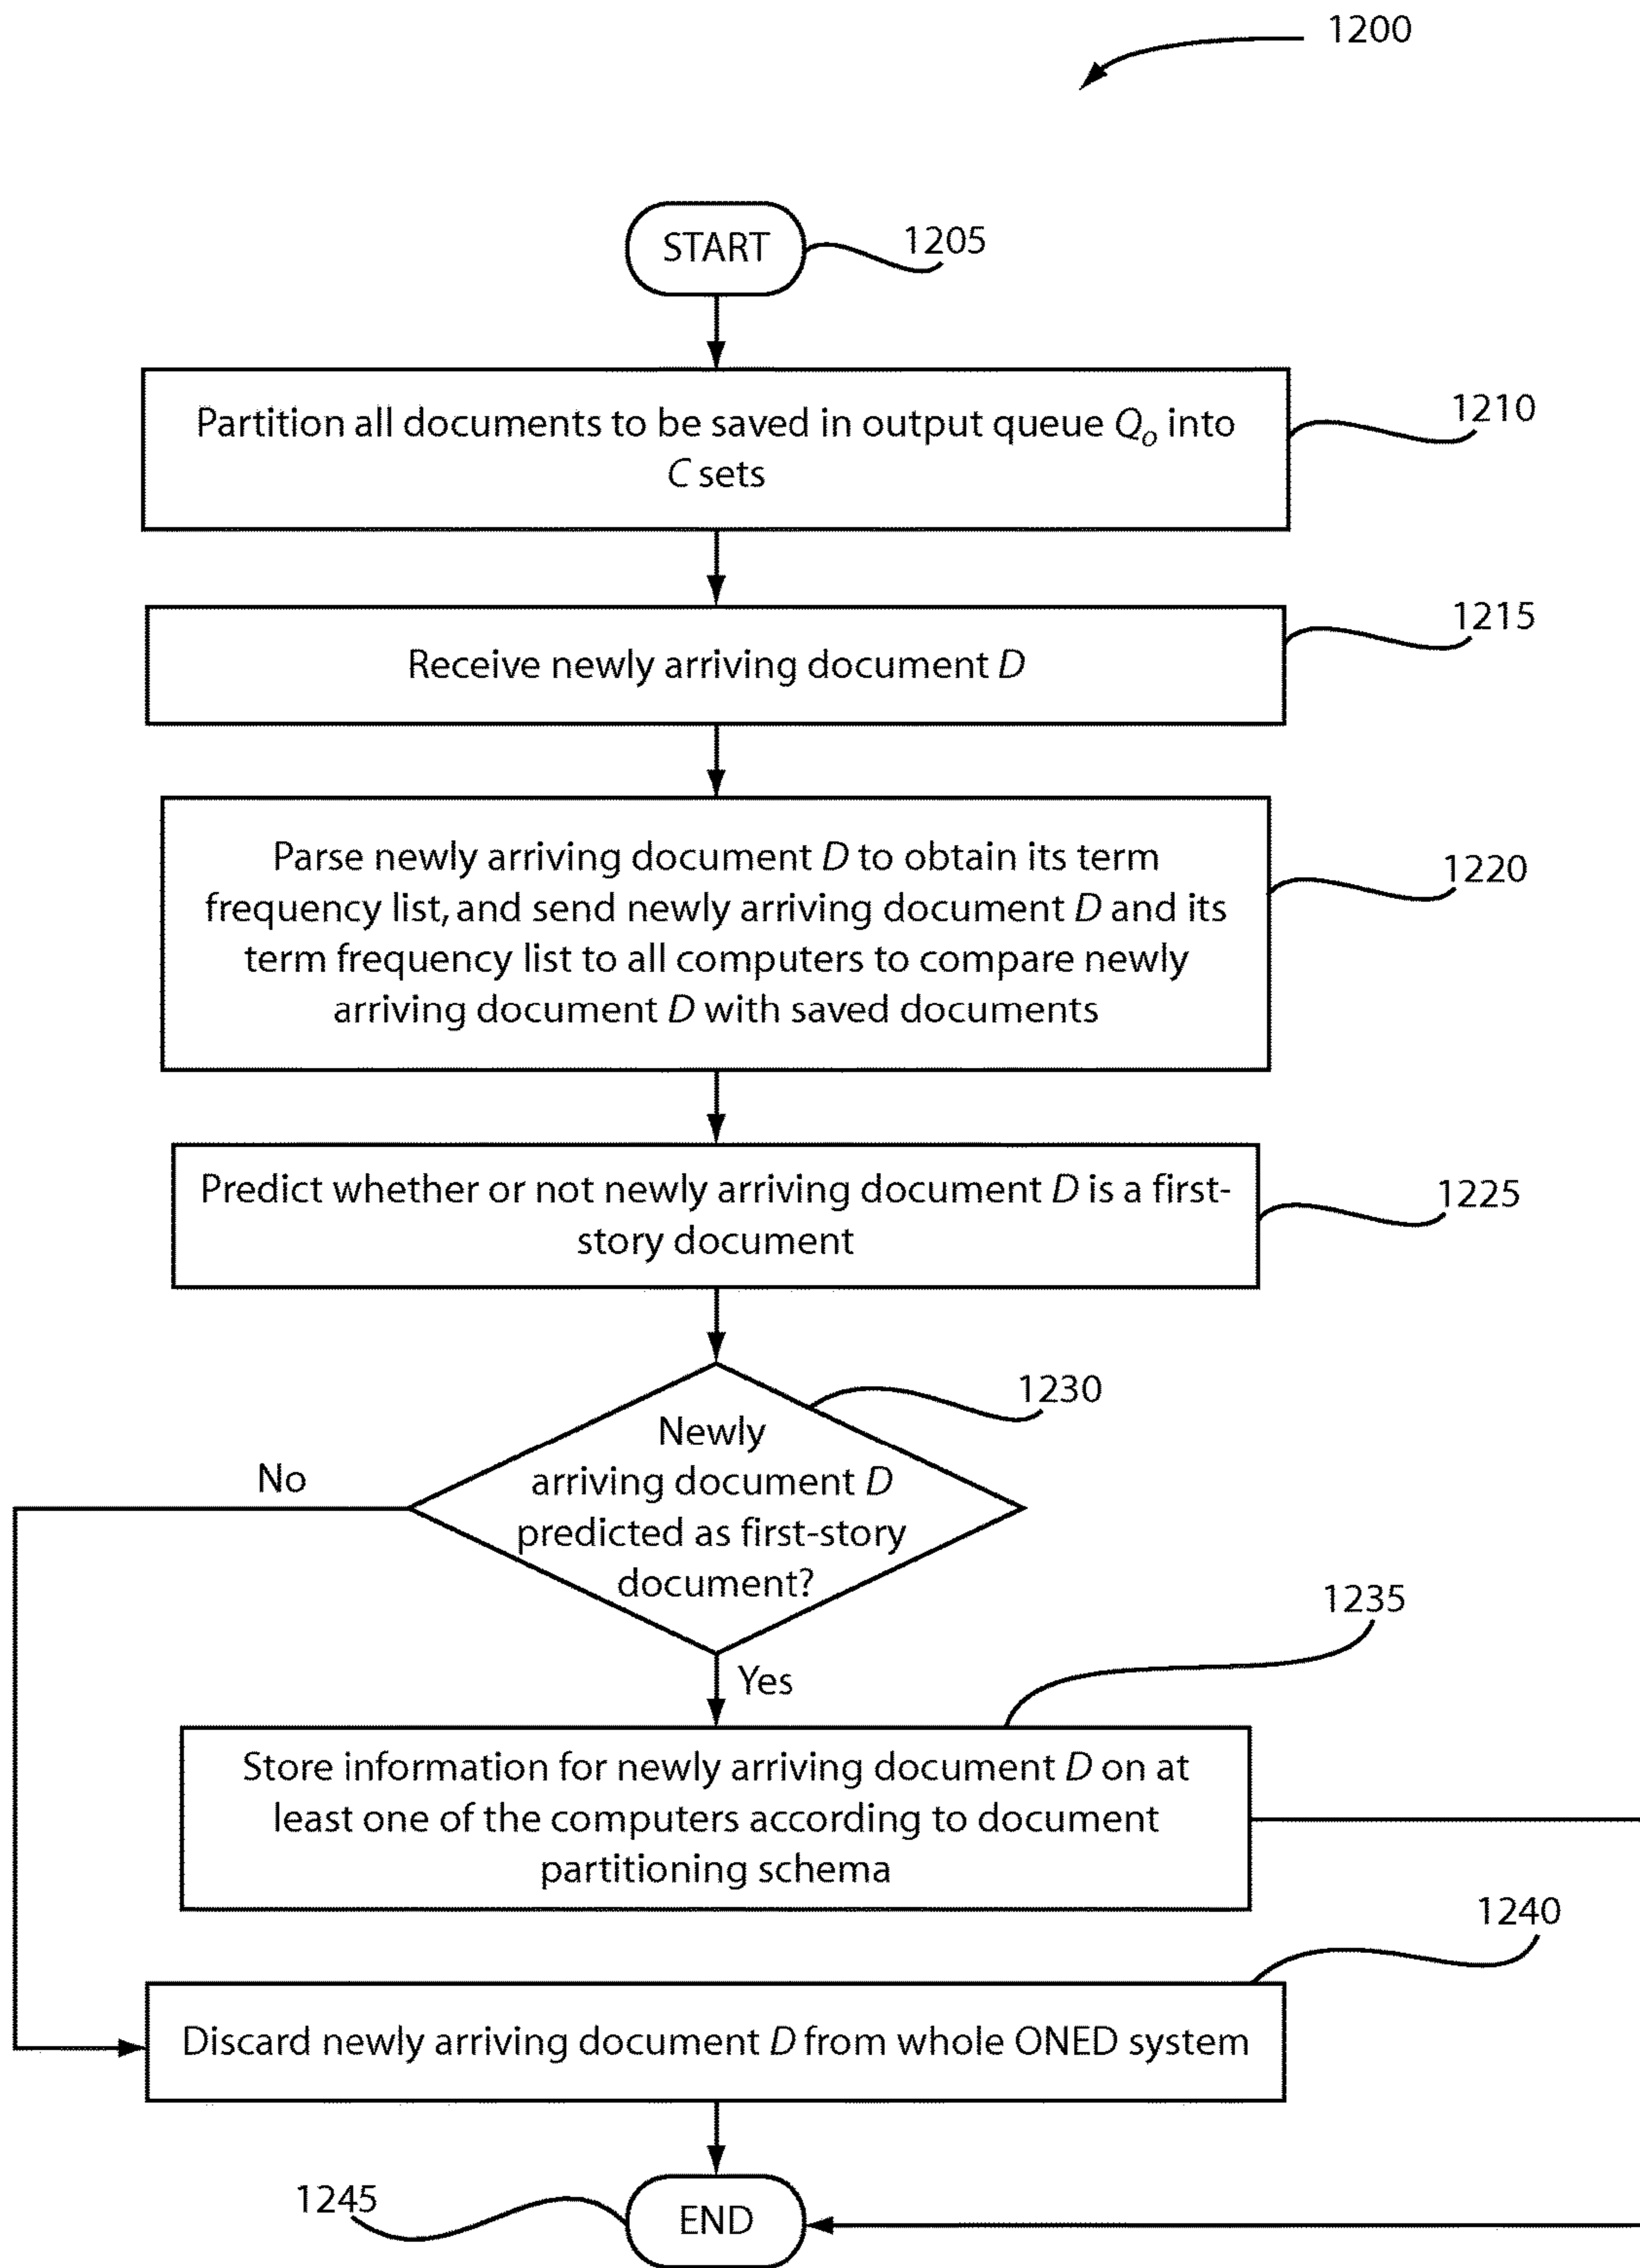 1200
START
1205
Partition all documents to be saved in output queue Qo into
C sets
1210
Receive newly arriving document D
1215
Parse newly arriving document D to obtain its term
frequency list, and send newly arriving document D and its
term frequency list to all computers to compare newly
arriving document D with saved documents
1220
Predict whether or not newly arriving document D is a first-
story document
1225
Newly
arriving document D
predicted as first-story
document?
1230
No
Yes
1235
Store information for newly arriving document D on at
least one of the computers according to document
partitioning schema
1240
Discard newly arriving document D from whole ONED system
1245
END